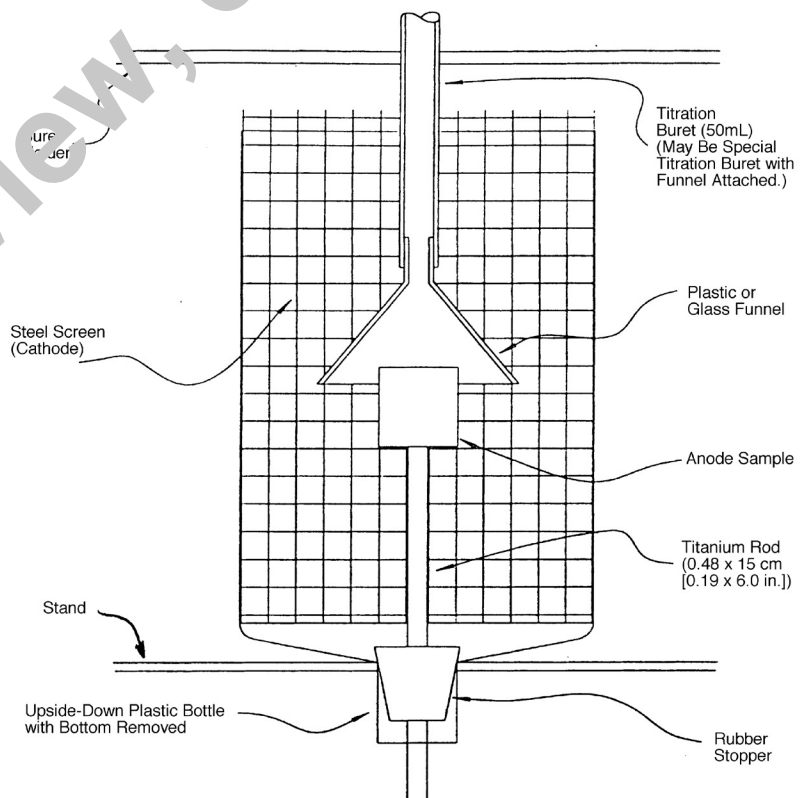 iew,
Titration
Buret (50mL)
(May Be Special
Titration Buret with
Funnel Attached.)
Plastic or
Glass Funnel
Steel Screen
(Cathode)
Anode Sample
Titanium Rod
(0.48 x 15 cm
[0.19 x 6.0 in.])
Stand
Upside-Down Plastic Bottle
with Bottom Removed
Rubber
Stopper